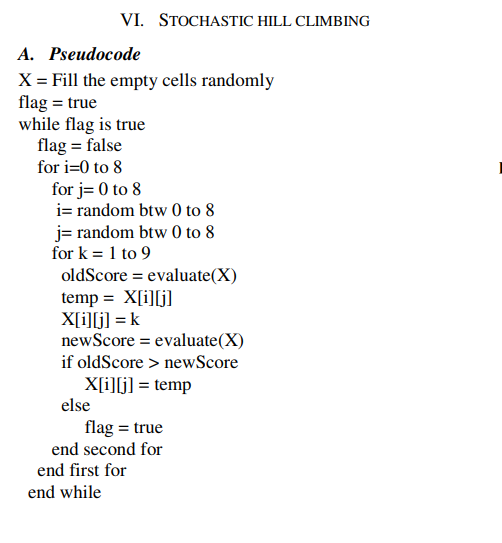 VI. STOCHASTIC HILL CLIMBING
A. Pseudocode
X = Fill the empty cells randomly
flag = true
while flag is true
flag = false
for i=0 to 8
for j= 0 to 8
i= random btw 0 to 8
j= random btw 0 to 8
for k = 1 to 9
oldScore = evaluate(X)
temp = X[i][j]
X[i][j] = k
newScore = evaluate(X)
if oldScore > newScore
X[i][j] = temp
else
flag = true
end second for
end first for
end while